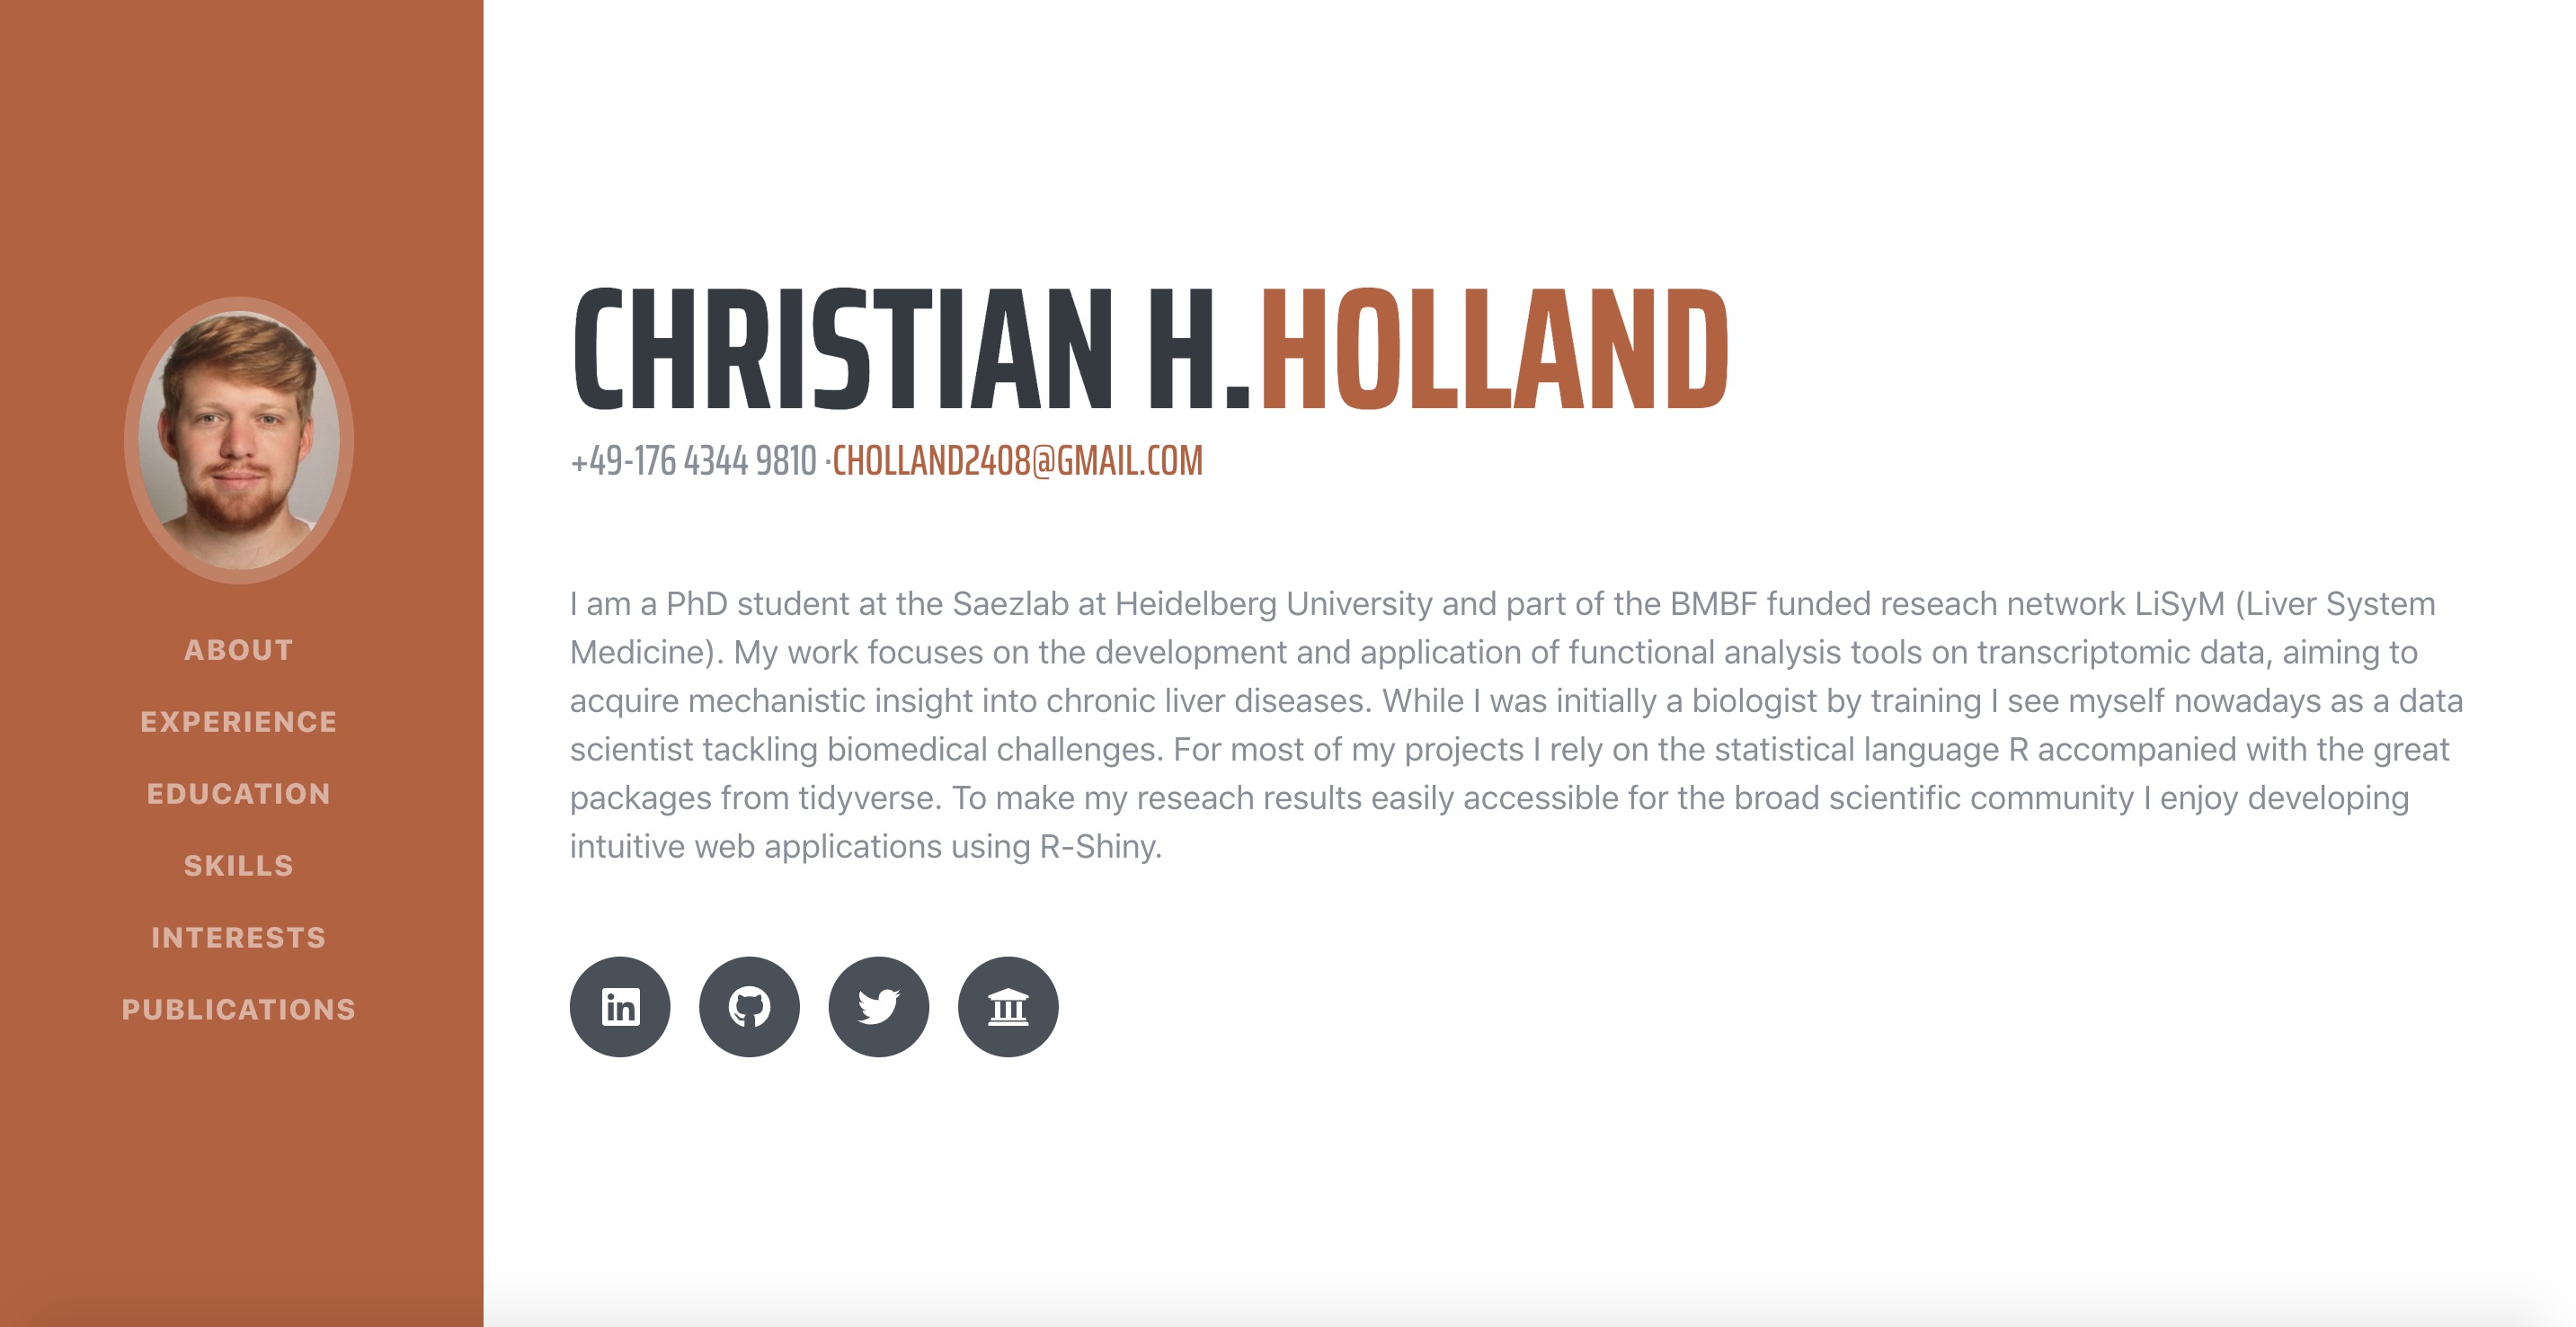 ABOUT
EXPERIENCE
EDUCATION
SKILLS
INTERESTS
PUBLICATIONS
CHRISTIAN H.HOLLAND
+49-176 4344 9810 ·CHOLLAND2408@GMAIL.COM
I am a PhD student at the Saezlab at Heidelberg University and part of the BMBF funded reseach network LiSyM (Liver System
Medicine). My work focuses on the development and application of functional analysis tools on transcriptomic data, aiming to
acquire mechanistic insight into chronic liver diseases. While I was initially a biologist by training I see myself nowadays as a data
scientist tackling biomedical challenges. For most of my projects I rely on the statistical language R accompanied with the great
packages from tidyverse. To make my reseach results easily accessible for the broad scientific community I enjoy developing
intuitive web applications using R-Shiny.
in